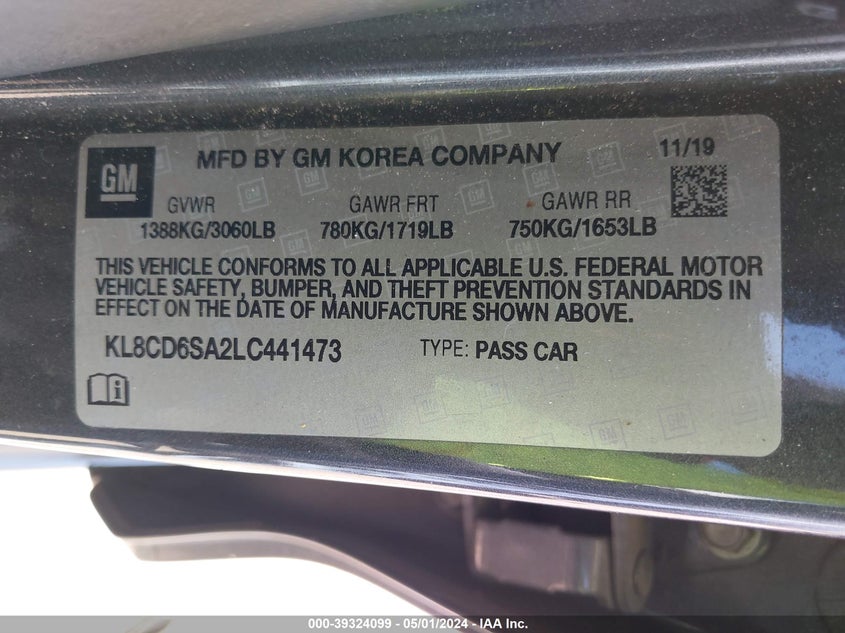 GM
MFD BY GM KOREA COMPANY 11/19
GVWR GAWR FRT GAWR RR
1388KG/3060LB 780KG/1719LB 750KG/1653LB
THIS VEHICLE CONFORMS TO ALL APPLICABLE U.S. FEDERAL MOTOR
VEHICLE SAFETY, BUMPER, AND THEFT PREVENTION STANDARDS IN
EFFECT ON THE DATE OF MANUFACTURE SHOWN ABOVE.
KL8CD6SA2LC441473 TYPE: PASS CAR
000-39324099 - 05/01/2024 - IAA Inc.